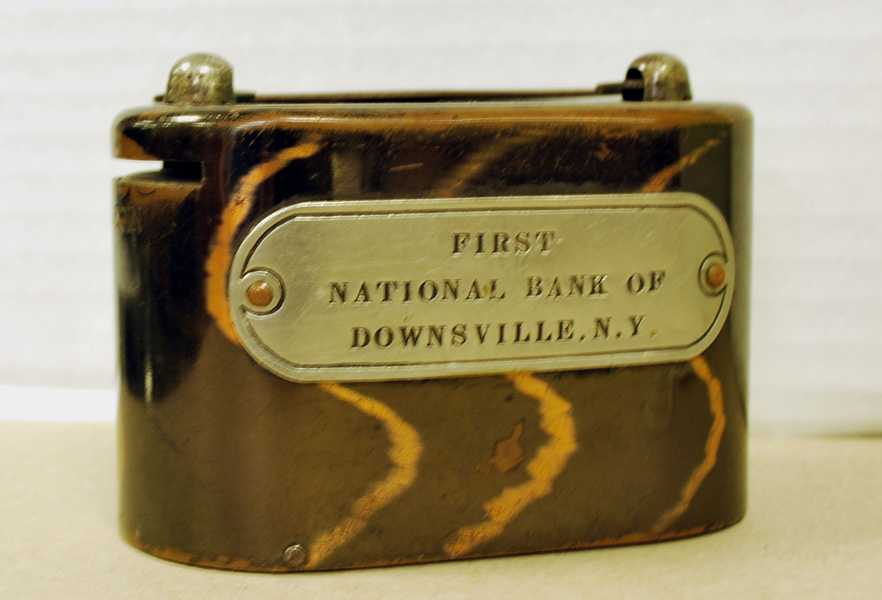 FIRST
NATIONAL BANK OF
DOWNSVILLE, N.Y.